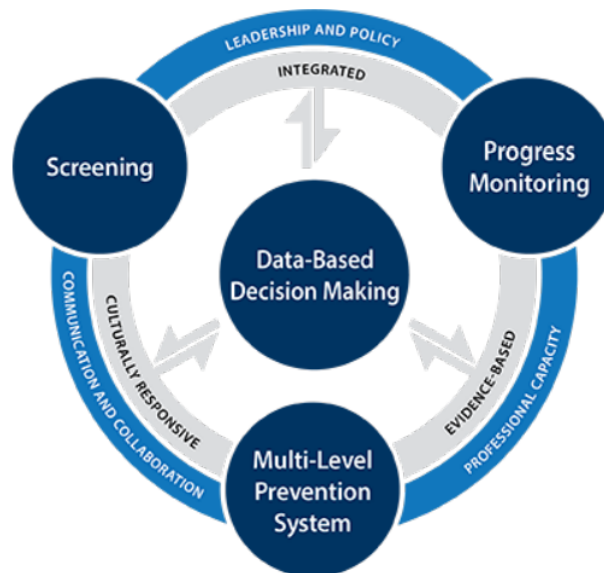 LEADERSHIP AND POLICY
INTEGRATED
Screening
Progress
Monitoring
Data-Based
Decision Making
COMMUNICATION AND COLLABORATION
CULTURALLY RESPONSIVE
EVIDENCE-BASED
PROFESSIONAL CAPACITY
Multi-Level
Prevention
System